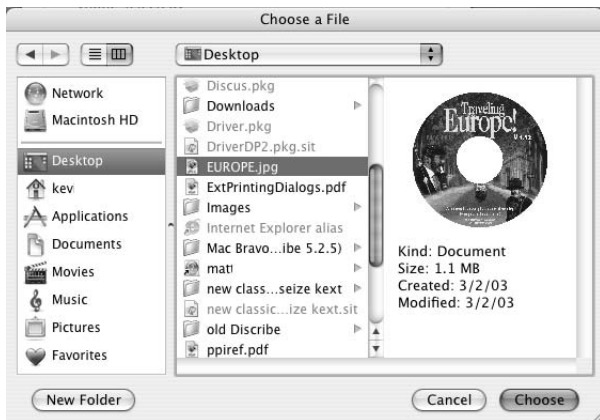 Choose a File
Desktop
Network
Macintosh HD
Desktop
kev
Applications
Documents
Movies
Music
Pictures
Favorites
Discus.pkg
Downloads
Driver.pkg
DriverDP2.pkg.sit
EUROPE.jpg
ExtPrintingDialogs.pdf
Images
Internet Explorer alias
Mac Bravo...ibe 5.2.5)
matt
new class...seize kext
new classic...ize kext.sit
old Discribe
ppiref.pdf
Traveling
Europe!
Kind: Document
Size: 1.1 MB
Created: 3/2/03
Modified: 3/2/03
New Folder
Cancel
Choose